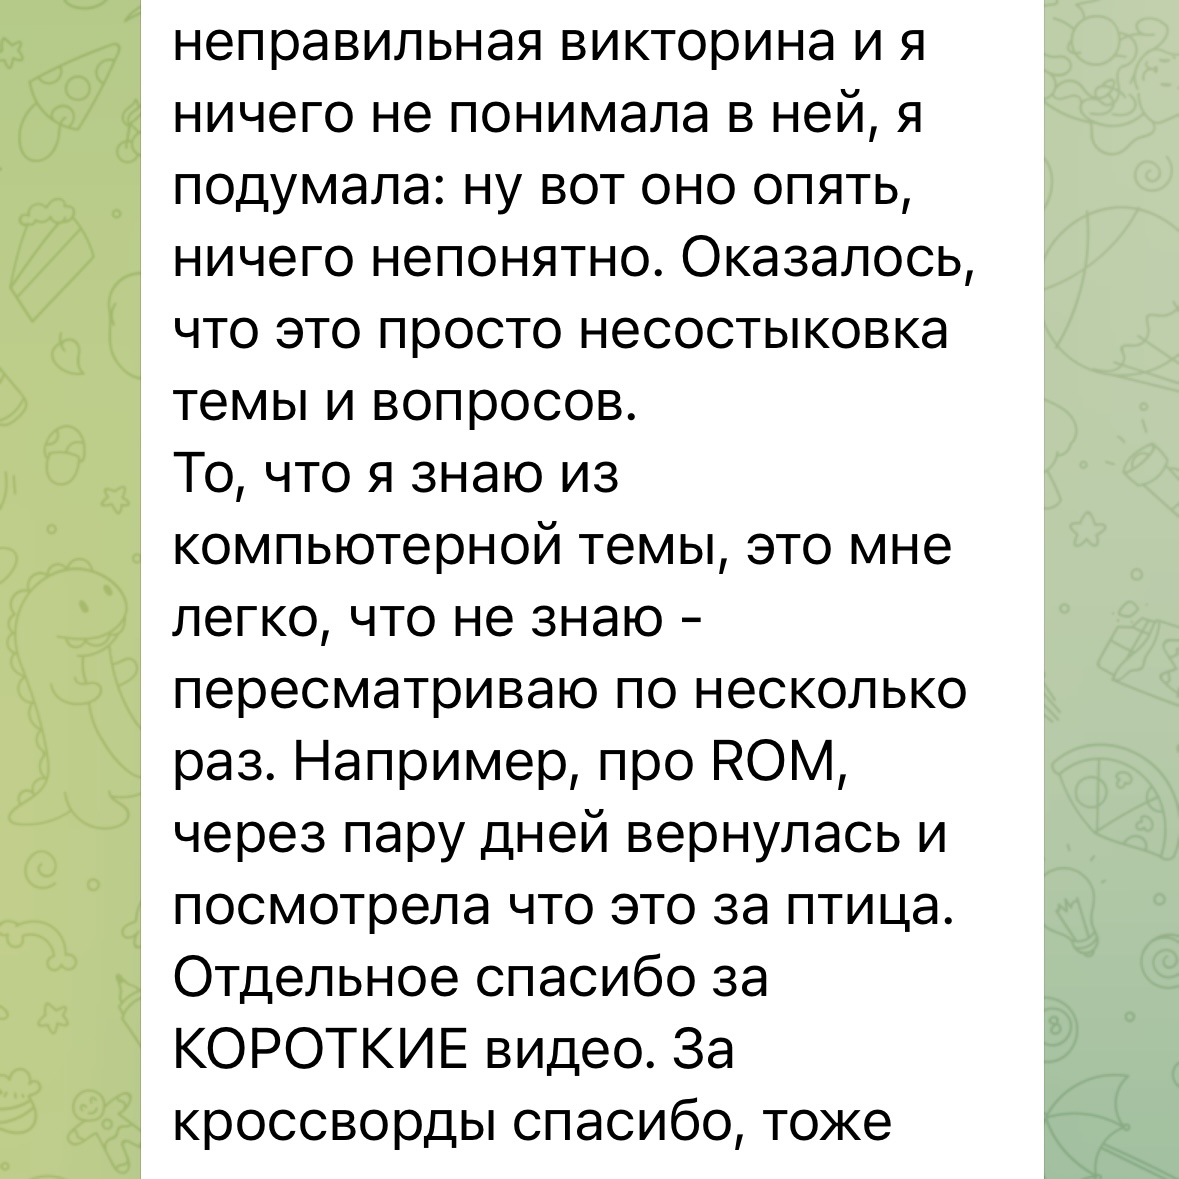 неправильная викторина и я
ничего не понимала в ней, я
подумала: ну вот оно опять,
ничего непонятно. Оказалось,
что это просто несостыковка
темы и вопросов.
То, что я знаю из
компьютерной темы, это мне
легко, что не знаю -
пересматриваю по несколько
раз. Например, про ROM,
через пару дней вернулась и
посмотрела что это за птица.
Отдельное спасибо за
КОРОТКИЕ видео. За
кроссворды спасибо, тоже